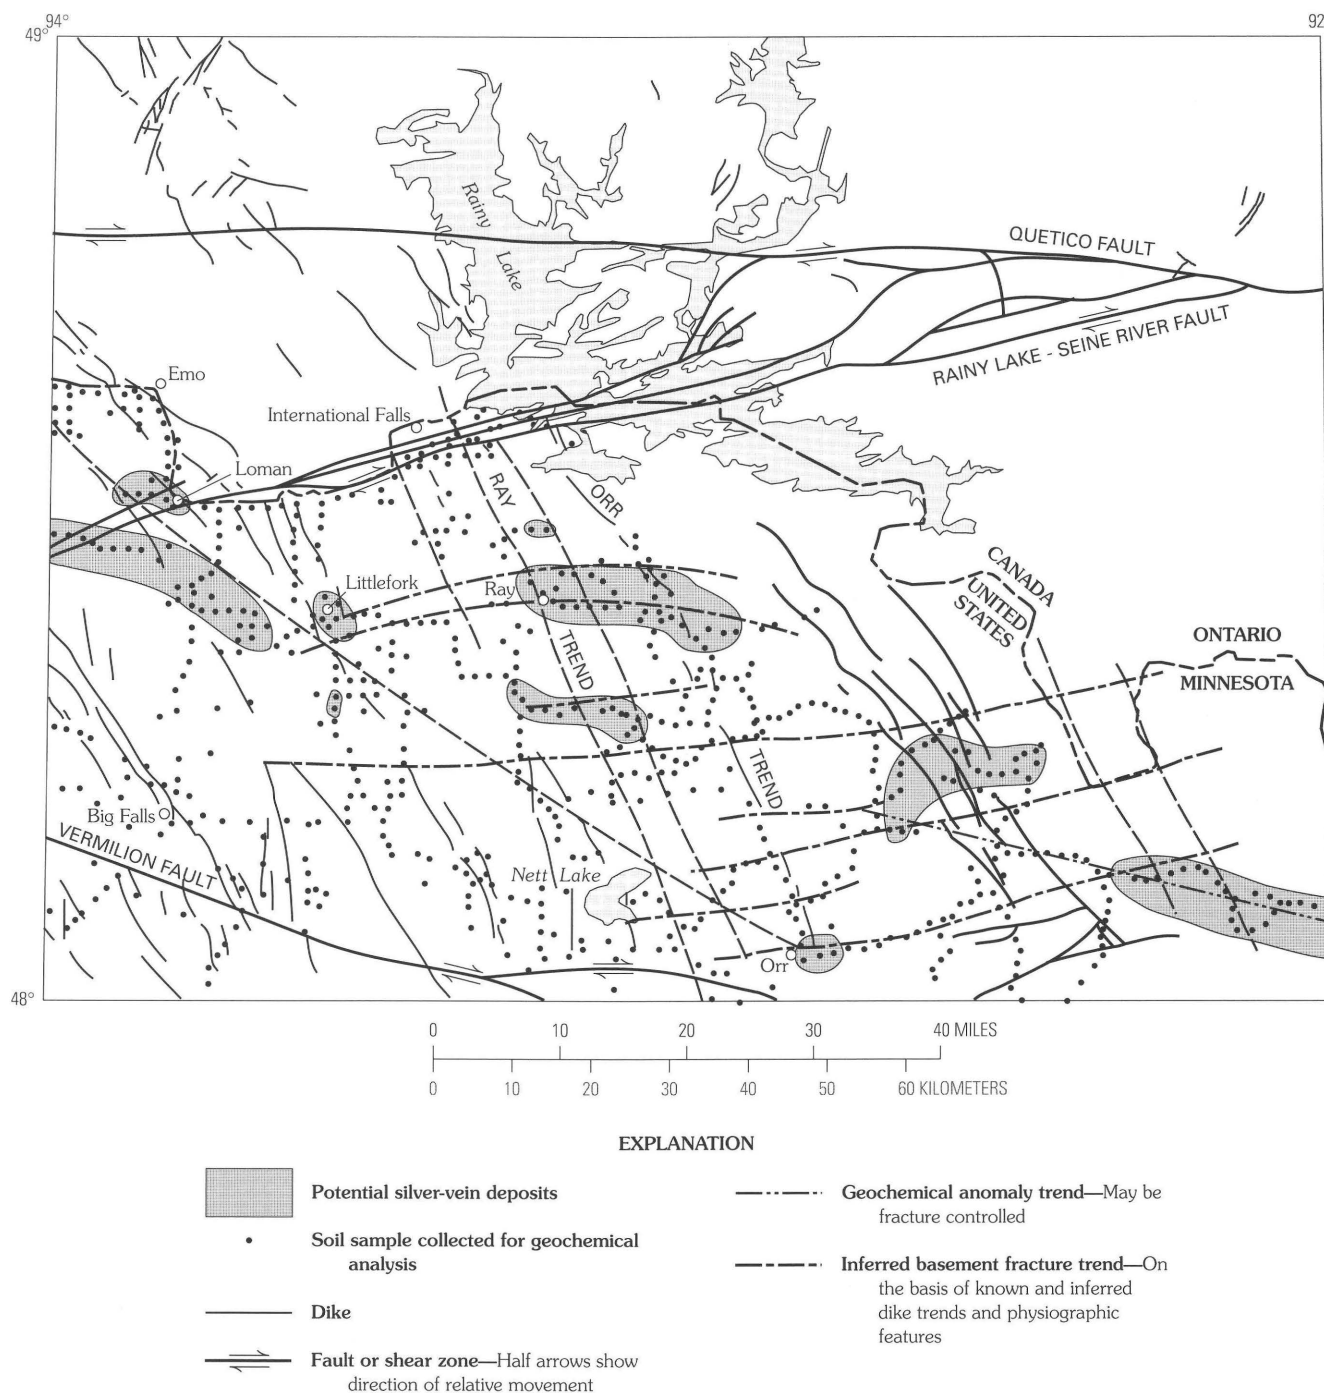 94°
92
49°
QUETICO FAULT
Rainy
Lake
RAINY LAKE - SEINE RIVER FAULT
Emo
International Falls
Loman
RAY
ORR
CANADA
UNITED
STATES
Littlefork
Ray
ONTARIO
MINNESOTA
TREND
TREND
Big Falls
VERMILION FAULT
Nett Lake
Orr
48°
0 10 20 30 40 MILES
0 10 20 30 40 50 60 KILOMETERS
EXPLANATION
Potential silver-vein deposits
Soil sample collected for geochemical
analysis
Dike
Fault or shear zone—Half arrows show
direction of relative movement
Geochemical anomaly trend—May be
fracture controlled
Inferred basement fracture trend—On
the basis of known and inferred
dike trends and physiographic
features